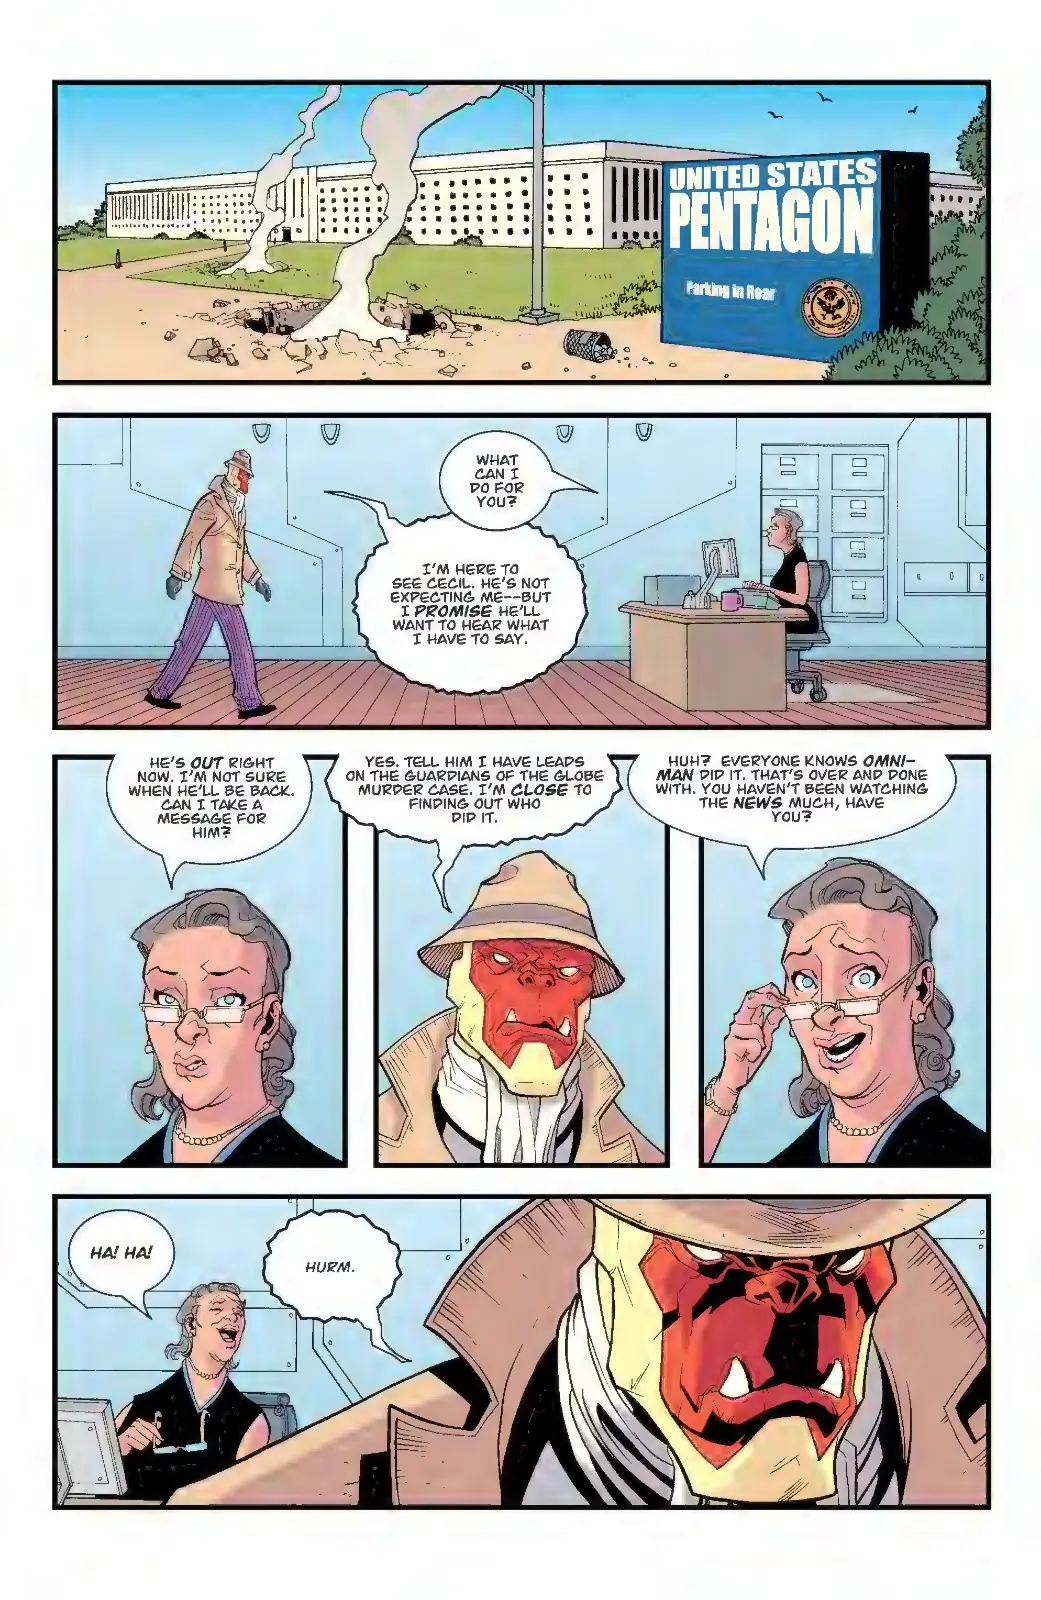 UNITED STATES
PENTAGON
Parking in Rear
WHAT
CAN I
DO FOR
YOU?
I'M HERE TO
SEE CECIL. HE'S NOT
EXPECTING ME--BUT
I PROMISE HE'LL
WANT TO HEAR WHAT
I HAVE TO SAY.
HE'S OUT RIGHT
NOW. I'M NOT SURE
WHEN HE'LL BE BACK.
CAN I TAKE A
MESSAGE FOR
HIM?
YES. TELL HIM I HAVE LEADS
ON THE GUARDIANS OF THE GLOBE
MURDER CASE. I'M CLOSE TO
FINDING OUT WHO
DID IT.
HUH? EVERYONE KNOWS OMNI-
MAN DID IT. THAT'S OVER AND DONE
WITH. YOU HAVEN'T BEEN WATCHING
THE NEWS MUCH, HAVE
YOU?
HA! HA!
HURM.